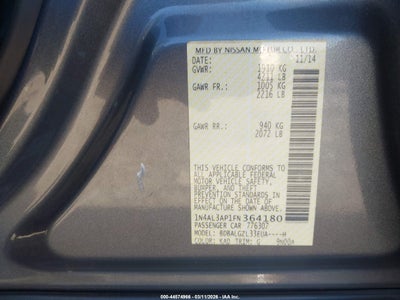 MFD BY NISSAN MOTOR CO., LTD.
DATE: 11/14
GVWR: 1910 KG
4211 LB
GAWR FR.: 1005 KG
2216 LB
GAWR RR.: 940 KG
2072 LB
THIS VEHICLE CONFORMS TO ALL
APPLICABLE FEDERAL MOTOR
VEHICLE SAFETY,
BUMPER, AND THEFT
PREVENTION STANDARDS
IN EFFECT ON THE DATE OF
MANUFACTURE SHOWN ABOVE.
1N4AL3AP1FN364180
PASSENGER CAR 776302
MODEL: BDBALGZL33EUA----H
COLOR: KAD TRIM: G
ID: 44574966 - 03/11/2026 - IAA